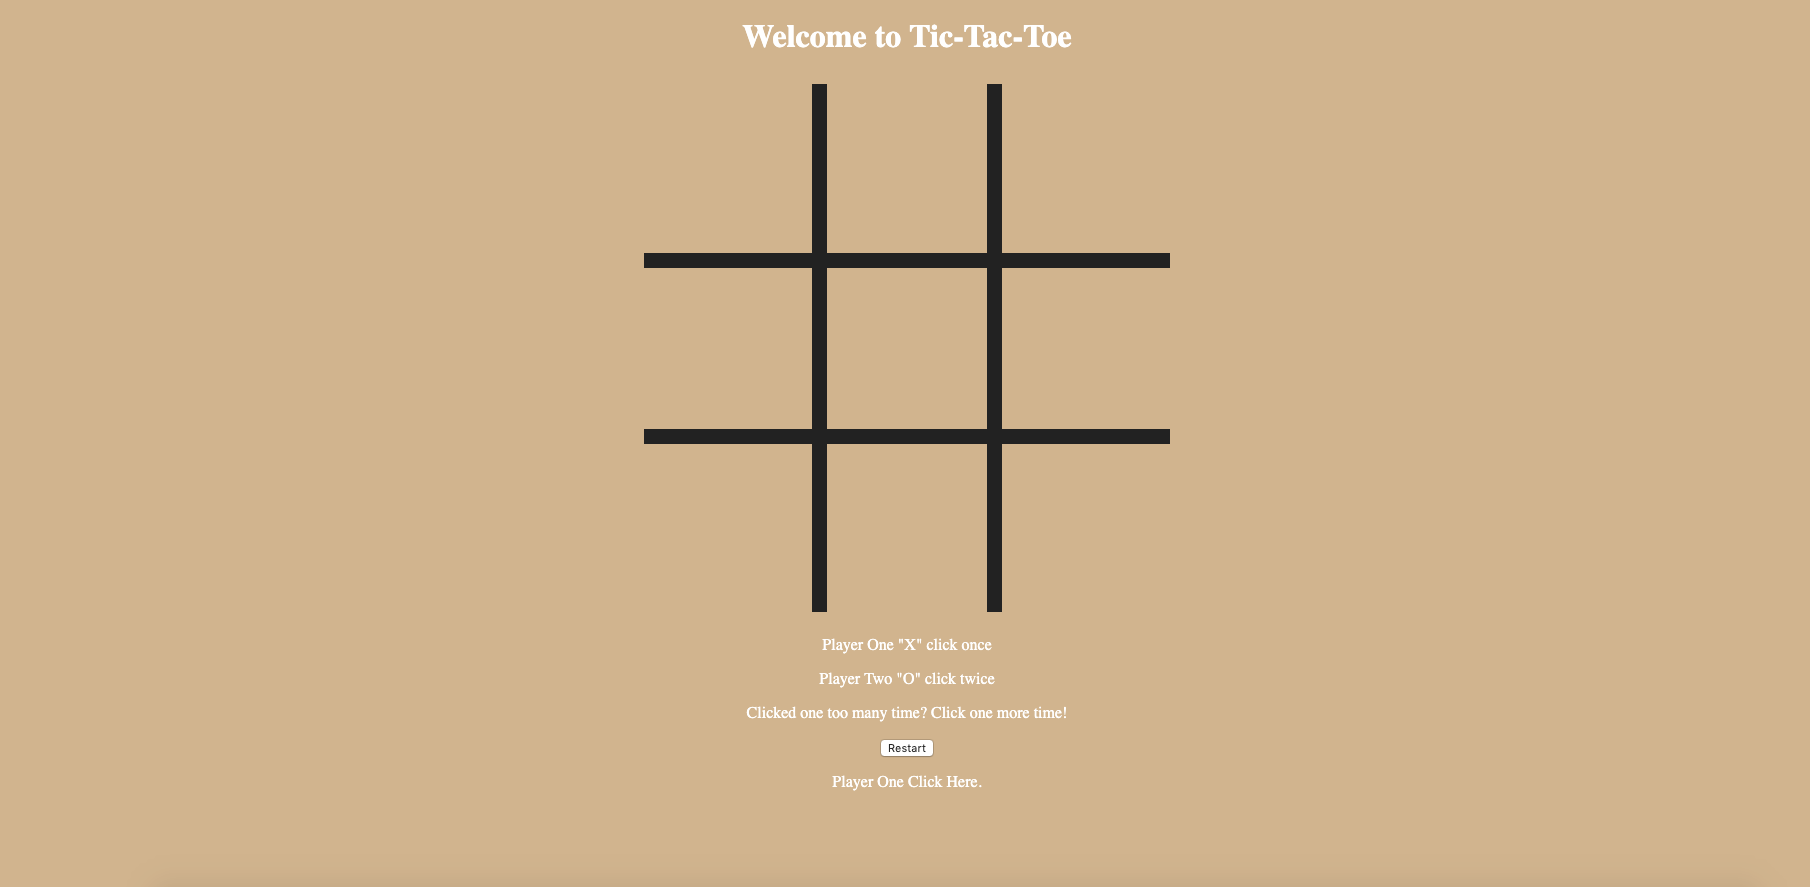 Welcome to Tic-Tac-Toe
Player One "X" click once
Player Two "O" click twice
Clicked one too many time? Click one more time!
Restart
Player One Click Here.